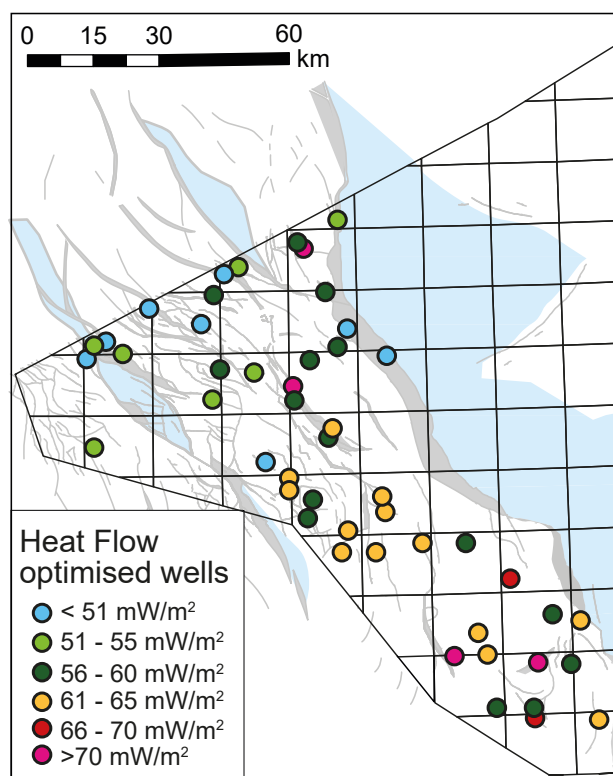 0 15 30 60
km
Heat Flow
optimised wells
< 51 mW/m²
51 - 55 mW/m²
56 - 60 mW/m²
61 - 65 mW/m²
66 - 70 mW/m²
>70 mW/m²